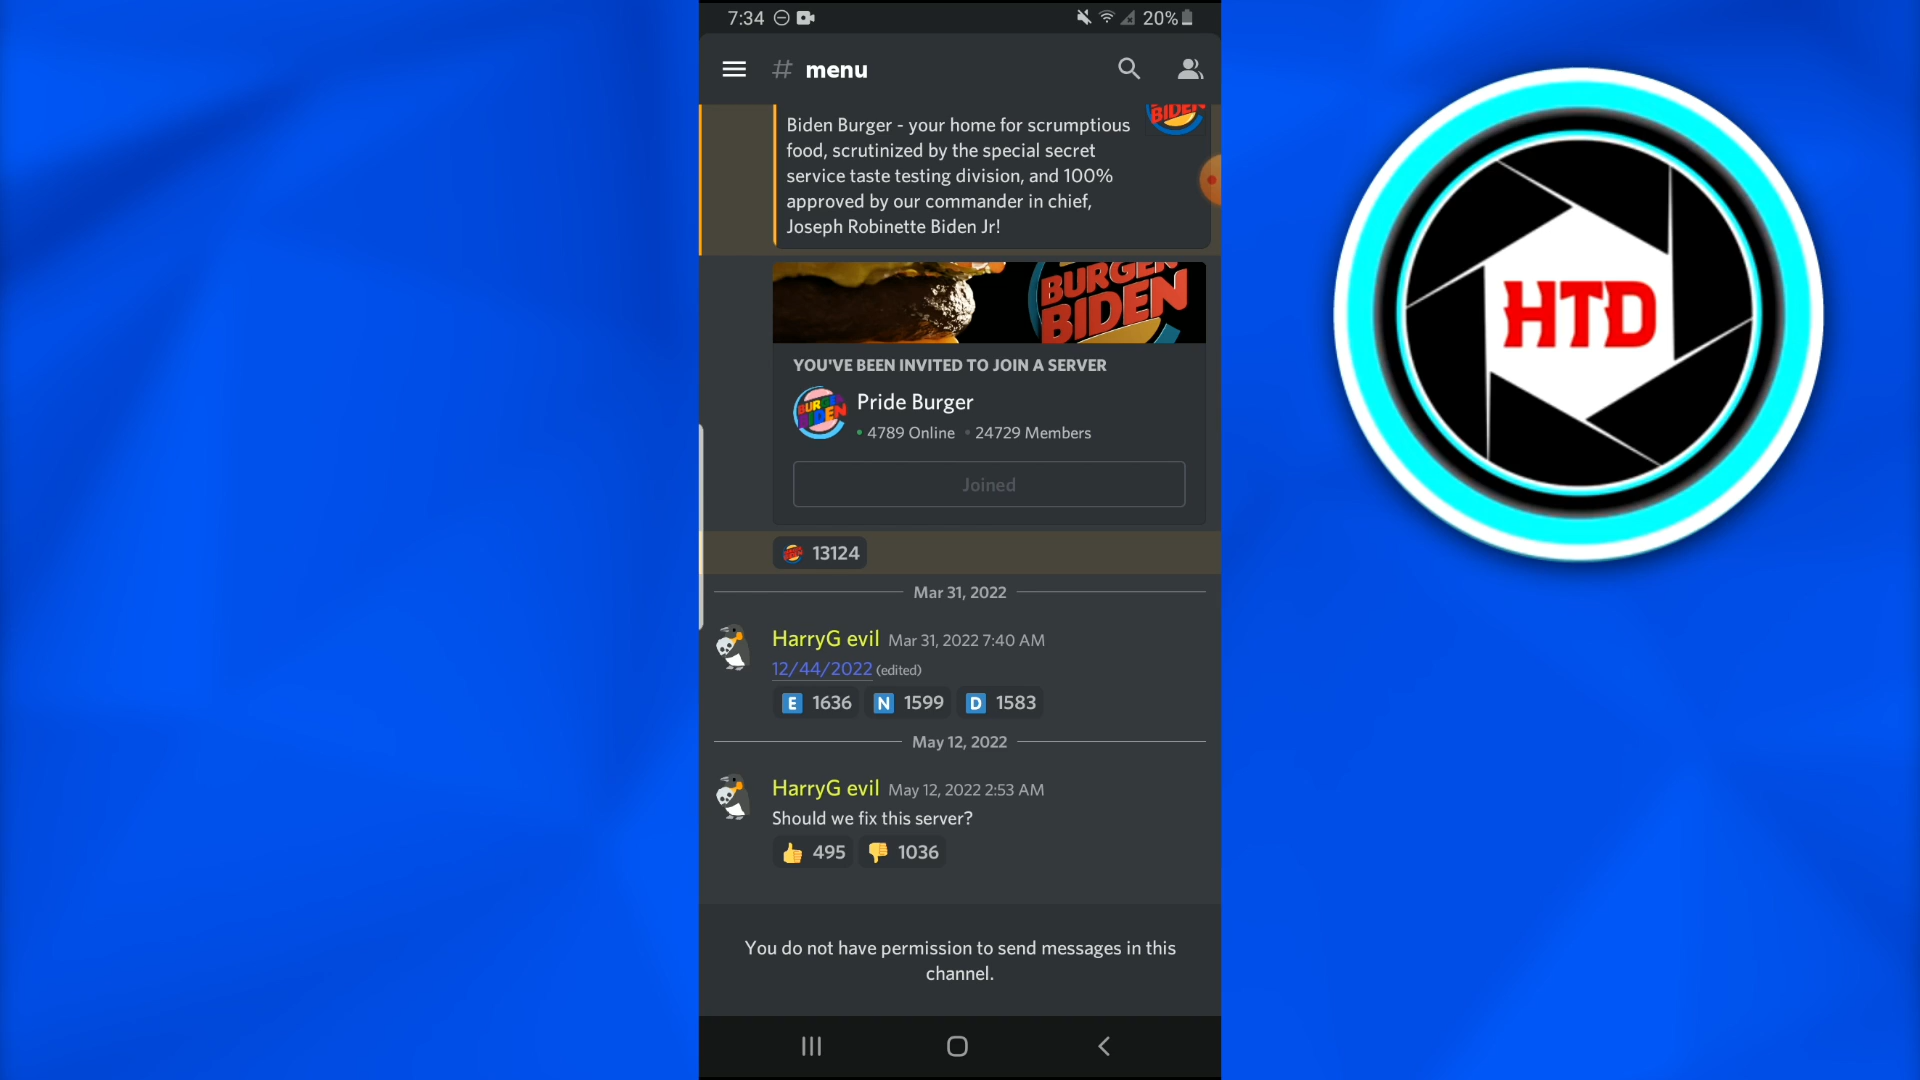 7:34
20%
# menu
BIDEN
Biden Burger - your home for scrumptious
food, scrutinized by the special secret
service taste testing division, and 100%
approved by our commander in chief,
Joseph Robinette Biden Jr!
BURGER
BIDEN
YOU'VE BEEN INVITED TO JOIN A SERVER
BURGER
BIDEN
Pride Burger
4789 Online • 24729 Members
Joined
13124
Mar 31, 2022
HarryG evil Mar 31, 2022 7:40 AM
12/44/2022 (edited)
E 1636 N 1599 D 1583
May 12, 2022
HarryG evil May 12, 2022 2:53 AM
Should we fix this server?
495 1036
You do not have permission to send messages in this
channel.
HTD